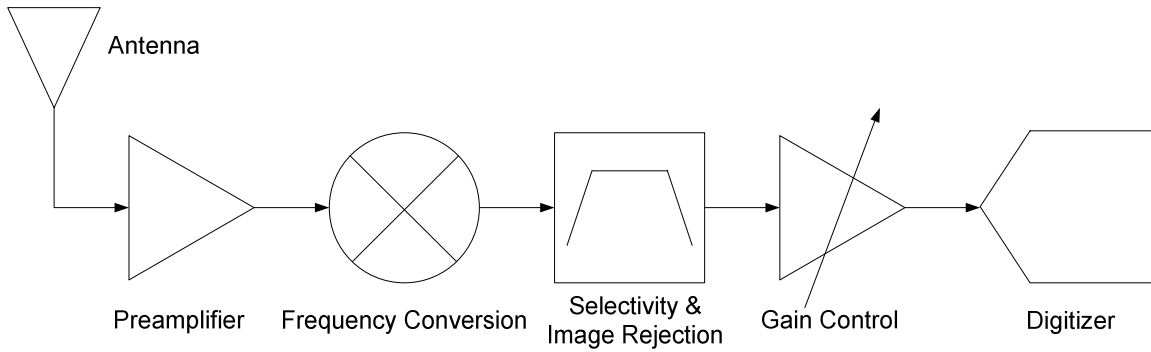 Antenna
Preamplifier
Frequency Conversion
Selectivity &
Image Rejection
Gain Control
Digitizer